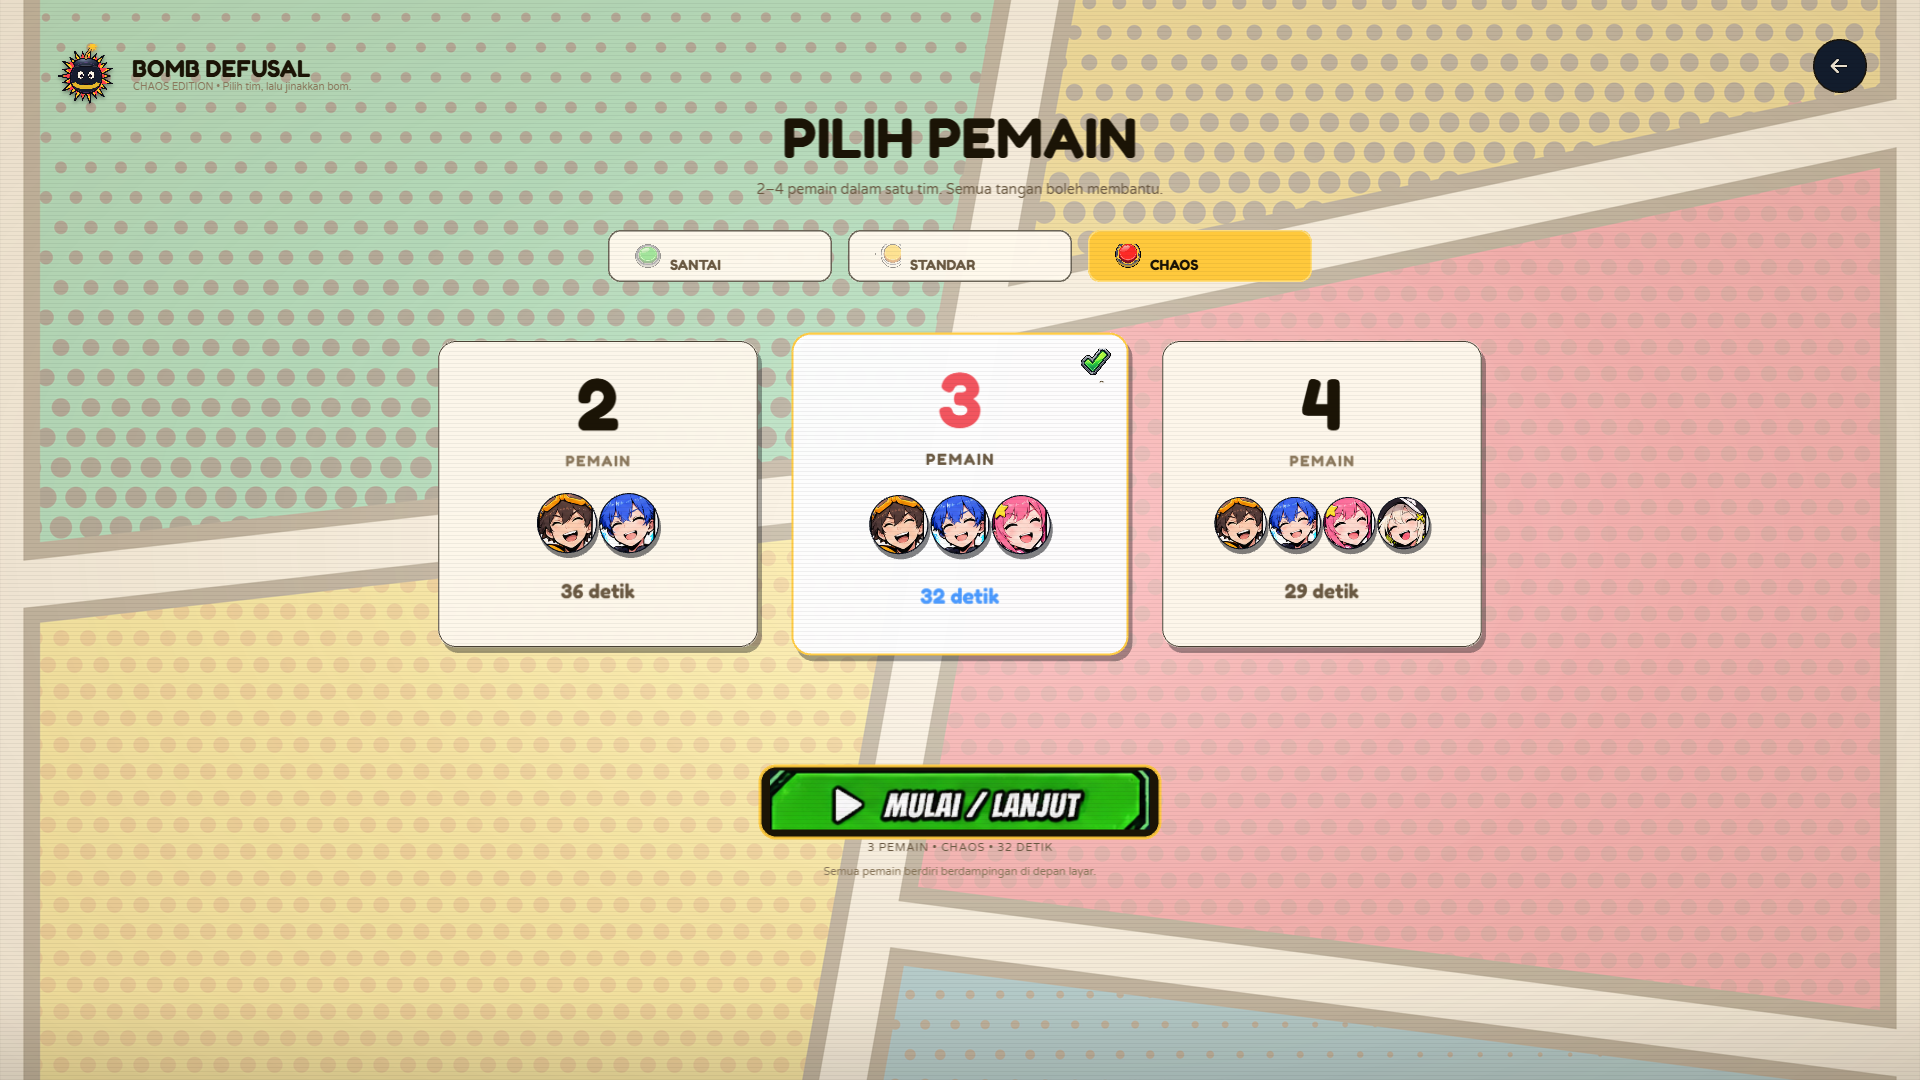 BOMB DEFUSAL
CHAOS EDITION • Pilih tim, lalu jinakkan bom.
PILIH PEMAIN
2–4 pemain dalam satu tim. Semua tangan boleh membantu.
SANTAI
STANDAR
CHAOS
2
PEMAIN
36 detik
3
PEMAIN
32 detik
4
PEMAIN
29 detik
MULAI / LANJUT
3 PEMAIN • CHAOS • 32 DETIK
Semua pemain berdiri berdampingan di depan layar.